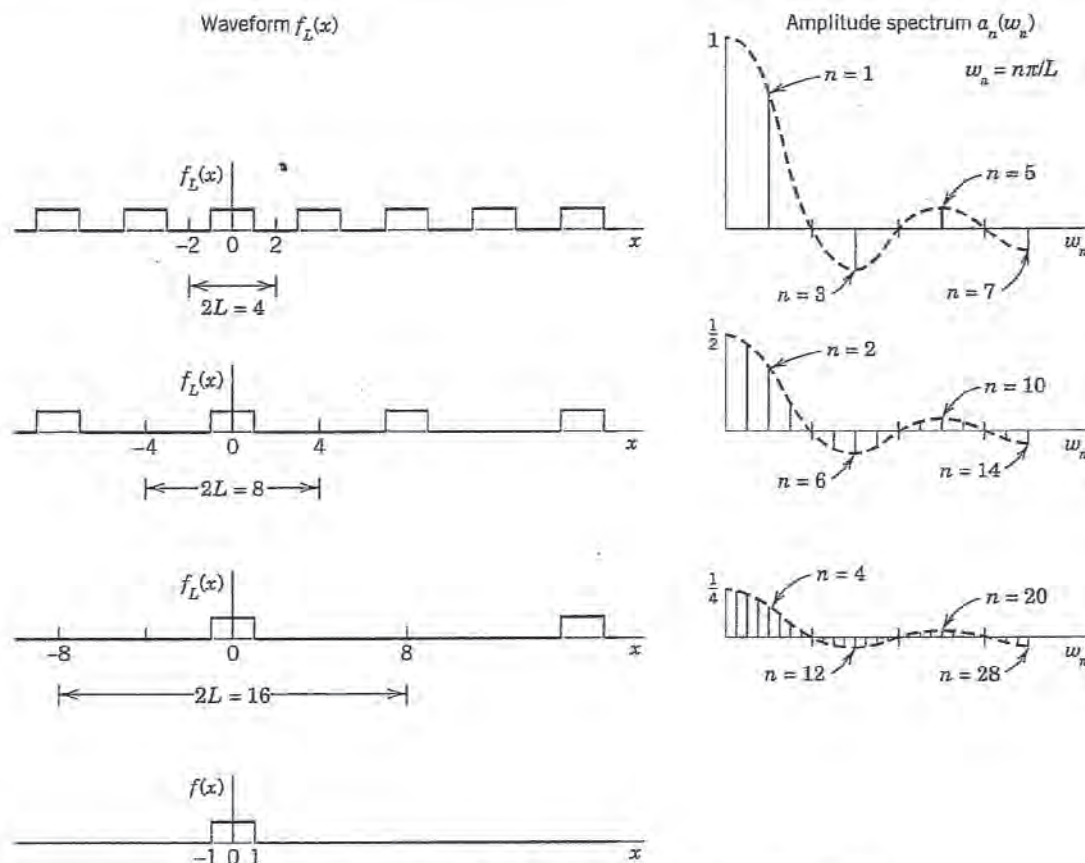 Waveform f_L(x)
Amplitude spectrum a_n(w_n)
w_n = nπ/L
1
n = 1
n = 5
n = 3
n = 7
w_n
f_L(x)
-2 0 2
x
2L = 4
1/2
n = 2
n = 10
n = 6
n = 14
w_n
f_L(x)
-4 0 4
x
2L = 8
1/4
n = 4
n = 20
n = 12
n = 28
w_n
f_L(x)
-8 0 8
x
2L = 16
f(x)
-1 0 1
x